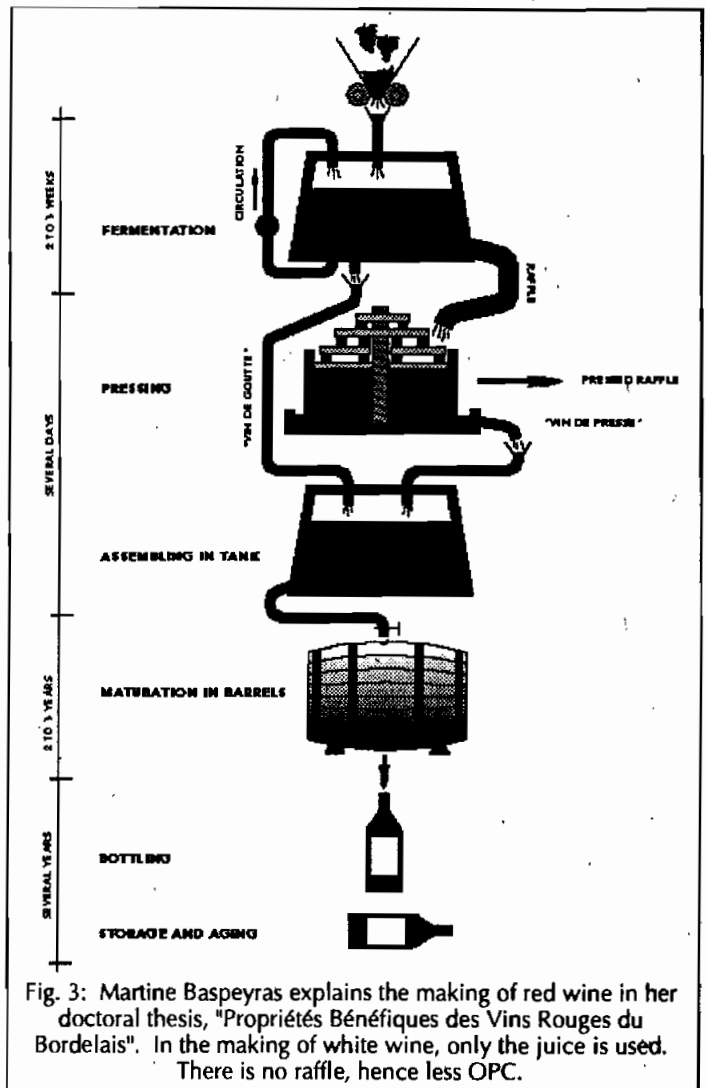 2 TO 3 WEEKS
FERMENTATION
CIRCULATION
RAFFLE
SEVERAL DAYS
PRESSING
"VIN DE GOUTTE"
PRESSED RAFFLE
"VIN DE PRESSE"
ASSEMBLING IN TANK
2 TO 3 YEARS
MATURATION IN BARRELS
SEVERAL YEARS
BOTTLING
STORAGE AND AGING
Fig. 3: Martine Baspeyras explains the making of red wine in her
doctoral thesis, "Propriétés Bénéfiques des Vins Rouges du
Bordelais". In the making of white wine, only the juice is used.
There is no raffle, hence less OPC.